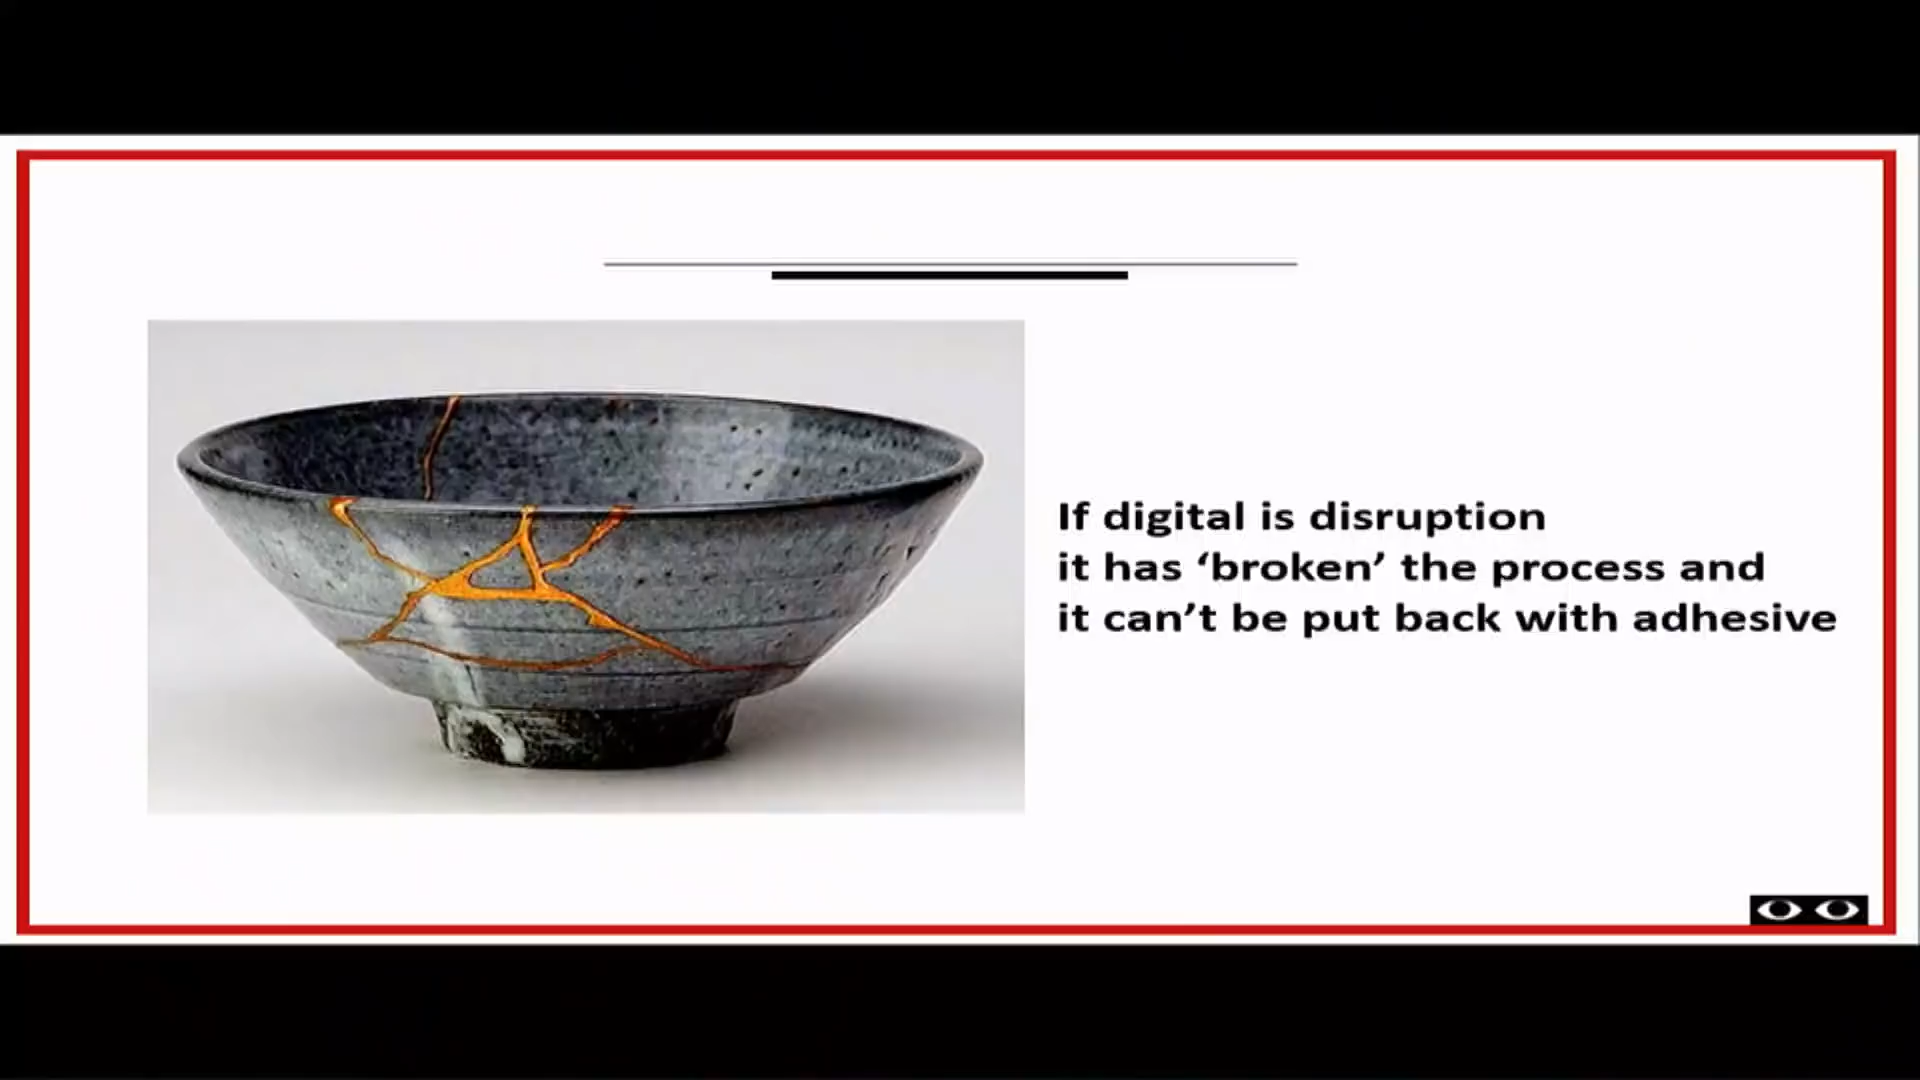 If digital is disruption
it has ‘broken’ the process and
it can’t be put back with adhesive